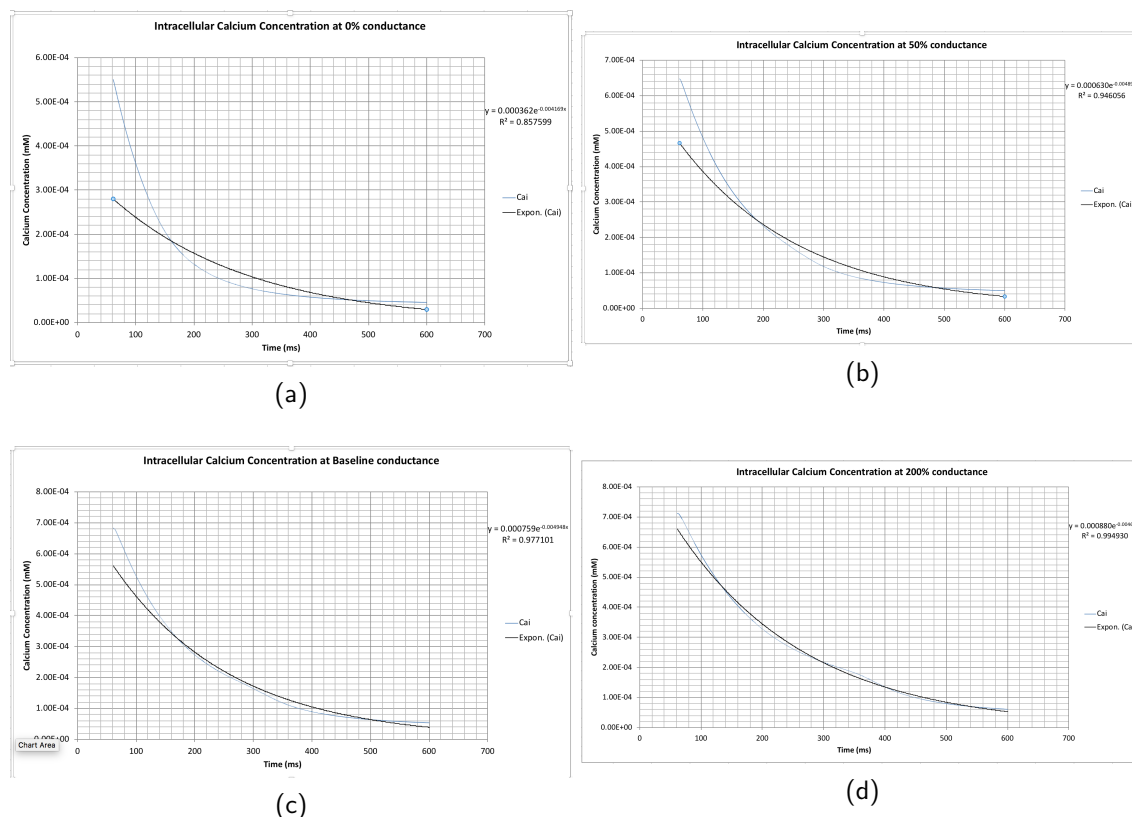 Intracellular Calcium Concentration at 0% conductance
6.00E-04
5.00E-04
4.00E-04
3.00E-04
2.00E-04
1.00E-04
0.00E+00
Calcium Concentration (mM)
0 100 200 300 400 500 600 700
Time (ms)
y = 0.000362e-0.004169x
R² = 0.857599
Cai
Expon. (Cai)
(a)
Intracellular Calcium Concentration at 50% conductance
7.00E-04
6.00E-04
5.00E-04
4.00E-04
3.00E-04
2.00E-04
1.00E-04
0.00E+00
Calcium Concentration (mM)
0 100 200 300 400 500 600 700
Time (ms)
y = 0.000630e
R² = 0.946056
Cai
Expon. (Cai)
(b)
Intracellular Calcium Concentration at Baseline conductance
8.00E-04
7.00E-04
6.00E-04
5.00E-04
4.00E-04
3.00E-04
2.00E-04
1.00E-04
0.00E+00
Chart Area
Calcium Concentration (mM)
0 100 200 300 400 500 600 700
Time (ms)
y = 0.000759e-0.004948x
R² = 0.977101
Cai
Expon. (Cai)
(c)
Intracellular Calcium Concentration at 200% conductance
8.00E-04
7.00E-04
6.00E-04
5.00E-04
4.00E-04
3.00E-04
2.00E-04
1.00E-04
0.00E+00
Calcium concentration (mM)
0 100 200 300 400 500 600 700
Time (ms)
y = 0.000880e
R² = 0.994930
Cai
Expon. (Ca
(d)